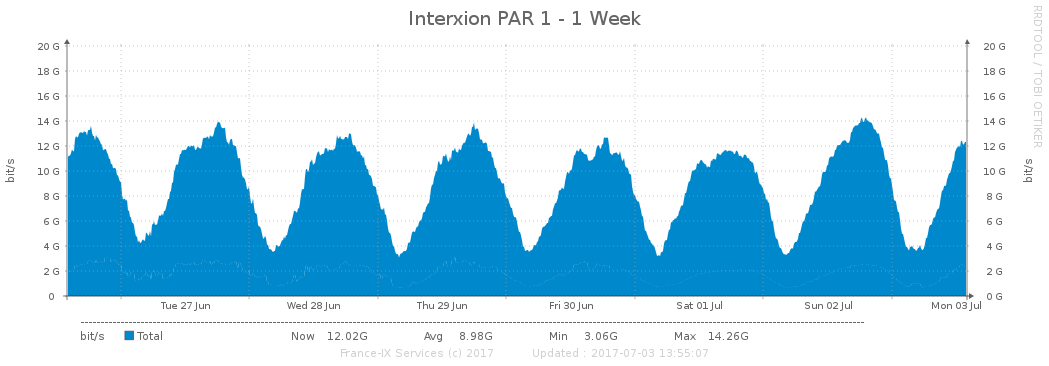 Interxion PAR 1 - 1 Week
RRDTOOL / TOBI OETIKER
bit/s
20 G 20 G
18 G 18 G
16 G 16 G
14 G 14 G
12 G 12 G
10 G 10 G
8 G 8 G
6 G 6 G
4 G 4 G
2 G 2 G
0 0 G
bit/s
Tue 27 Jun Wed 28 Jun Thu 29 Jun Fri 30 Jun Sat 01 Jul Sun 02 Jul Mon 03 Jul
bit/s Total Now 12.02G Avg 8.98G Min 3.06G Max 14.26G
France-IX Services (c) 2017 Updated : 2017-07-03 13:55:07